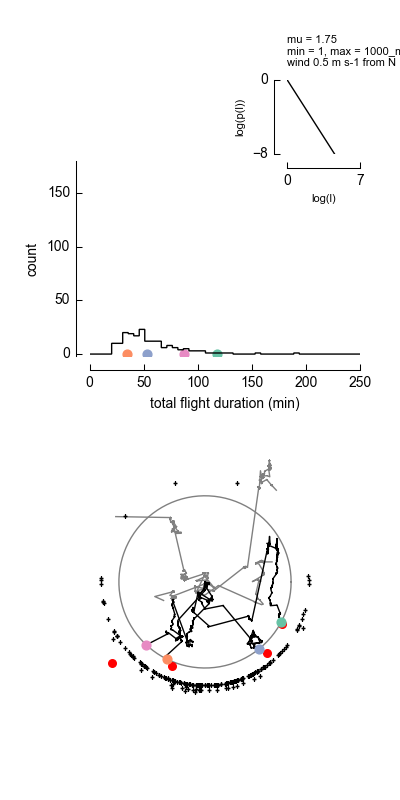 mu = 1.75
min = 1, max = 1000_m
wind 0.5 m s-1 from N
0
−8
log(p(l))
0 7
log(l)
150
100
50
0
count
0 50 100 150 200 250
total flight duration (min)